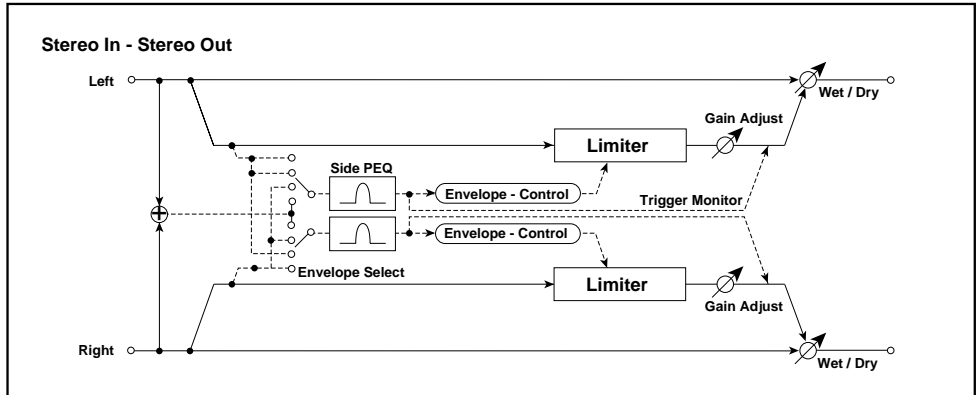 Stereo In - Stereo Out
Left
Wet / Dry
Gain Adjust
Limiter
Side PEQ
Envelope - Control
Trigger Monitor
Envelope - Control
Envelope Select
Limiter
Gain Adjust
Right
Wet / Dry